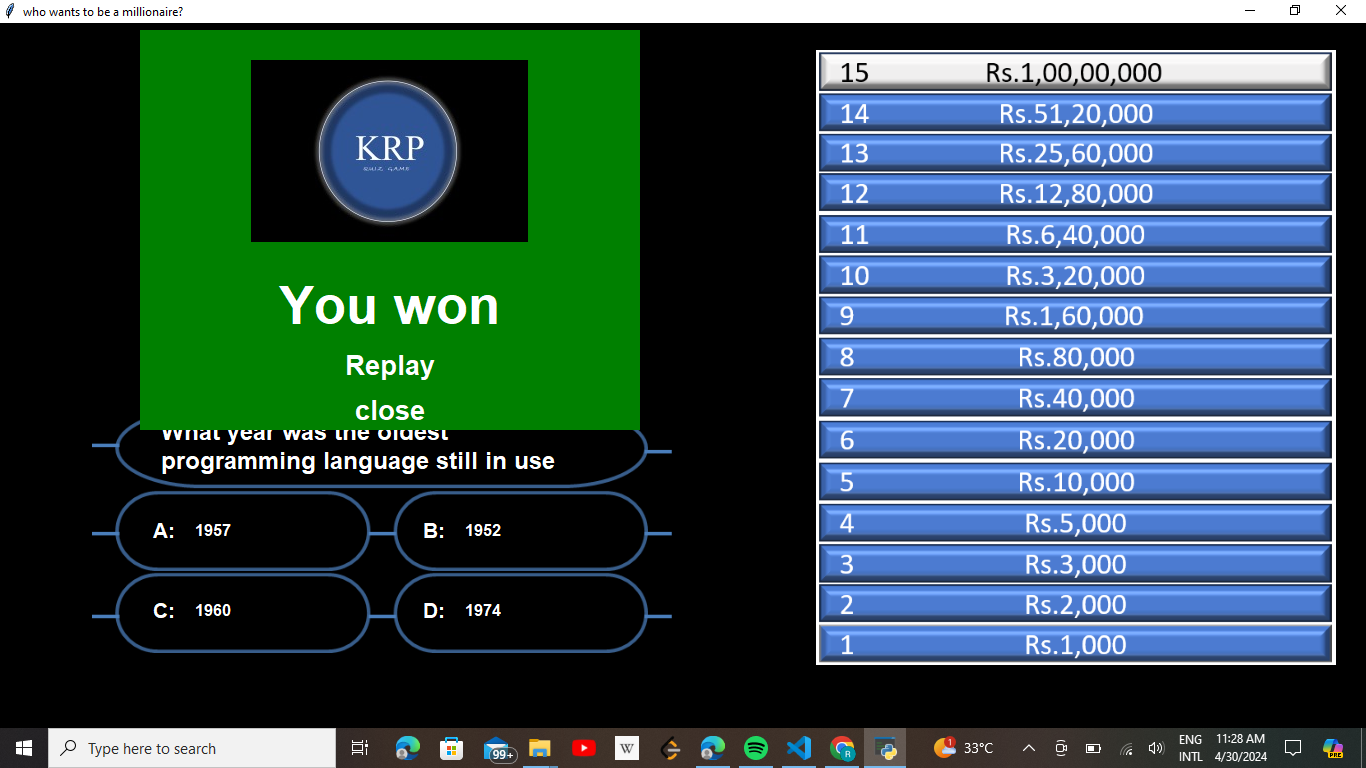 who wants to be a millionaire?
KRP
QUIZ GAME
You won
Replay
close
What year was the oldest
programming language still in use
A: 1957
B: 1952
C: 1960
D: 1974
15 Rs.1,00,00,000
14 Rs.51,20,000
13 Rs.25,60,000
12 Rs.12,80,000
11 Rs.6,40,000
10 Rs.3,20,000
9 Rs.1,60,000
8 Rs.80,000
7 Rs.40,000
6 Rs.20,000
5 Rs.10,000
4 Rs.5,000
3 Rs.3,000
2 Rs.2,000
1 Rs.1,000
Type here to search
99+
W
R
1
33°C
ENG
INTL
11:28 AM
4/30/2024
PRE